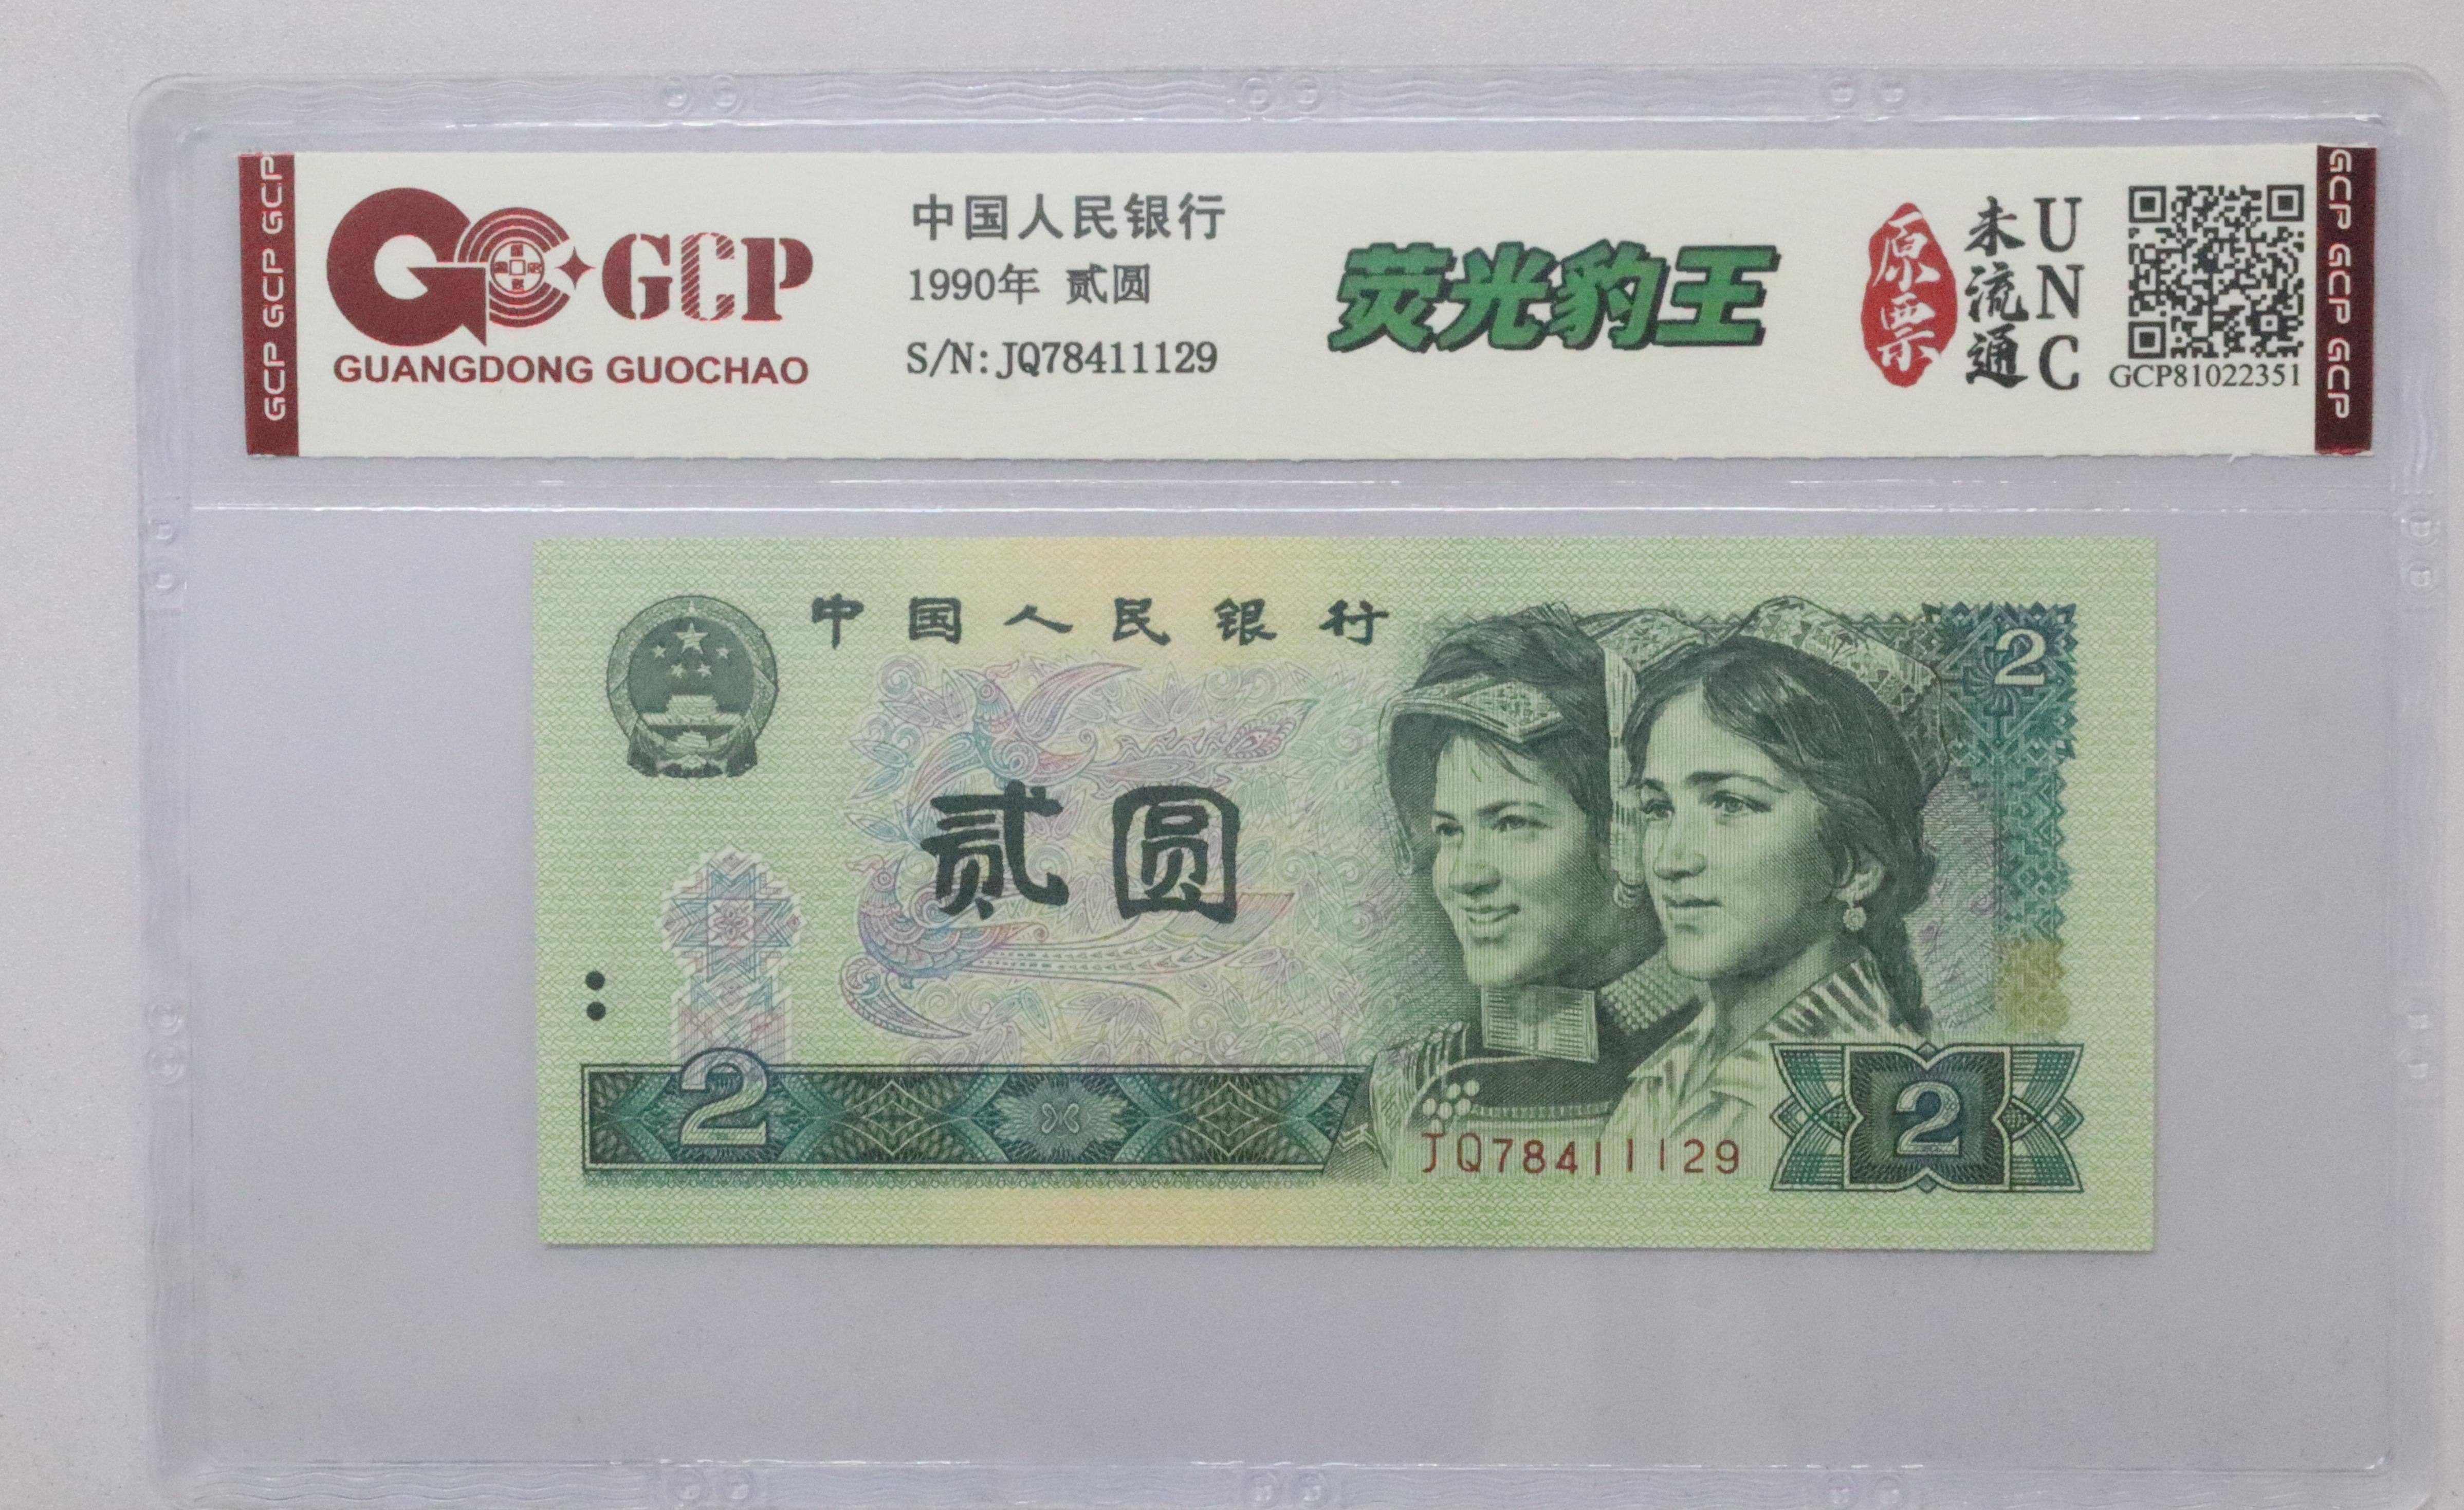 GCP GCP GCP
GCP
GUANGDONG GUOCHAO
中国人民银行
1990年 贰圆
S/N: JQ78411129
荧光豹王
原票
未流通
UNC
GCP81022351
GCP GCP GCP
中国人民银行
2
贰圆
2
JQ78411129
2